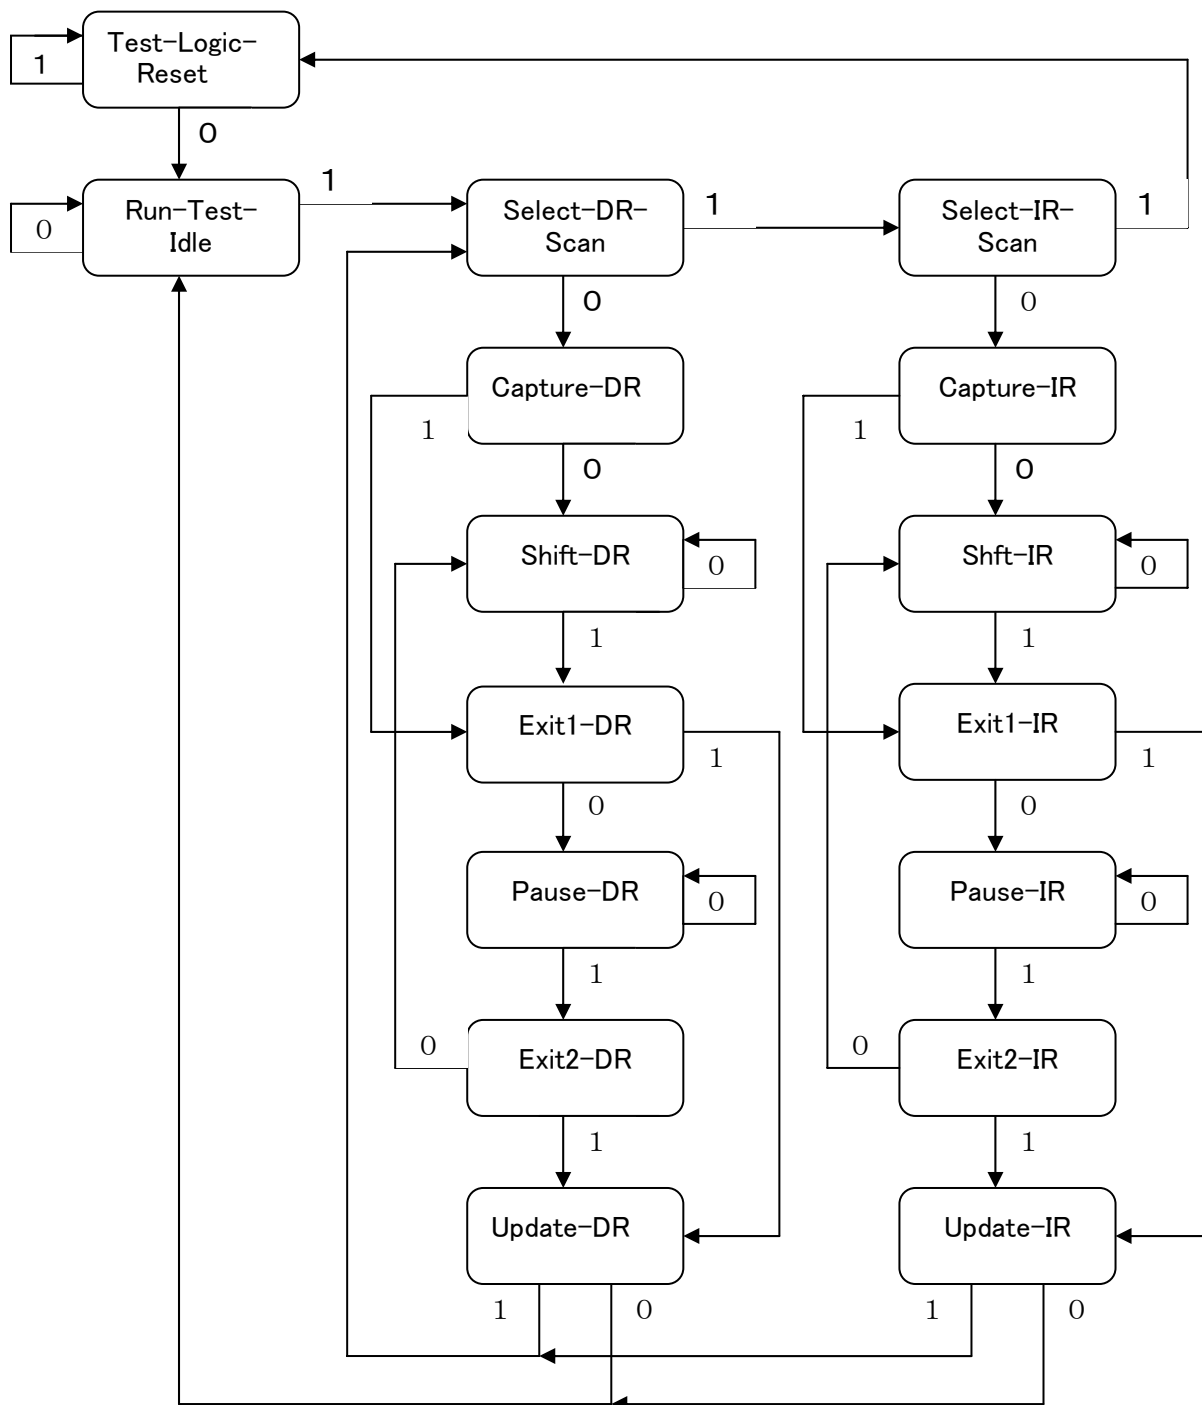 Test-Logic-
Reset
1
0
Run-Test-
Idle
0
1
Select-DR-
Scan
1
Select-IR-
Scan
1
0
0
Capture-DR
Capture-IR
1
1
0
0
Shift-DR
0
Shft-IR
0
1
1
Exit1-DR
1
Exit1-IR
1
0
0
Pause-DR
0
Pause-IR
0
1
1
0
Exit2-DR
0
Exit2-IR
1
1
Update-DR
Update-IR
1
0
1
0